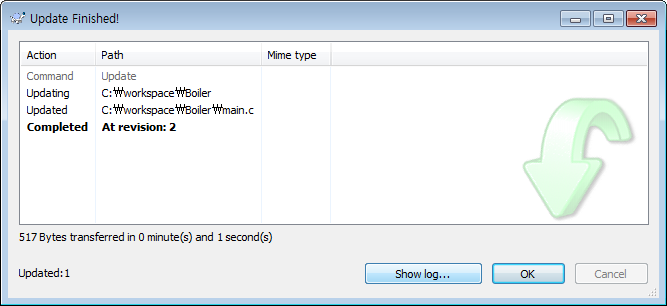 Update Finished!
Action Path Mime type
Command Update
Updating C:₩workspace₩Boiler
Updated C:₩workspace₩Boiler₩main.c
Completed At revision: 2
517 Bytes transferred in 0 minute(s) and 1 second(s)
Updated:1
Show log...
OK
Cancel